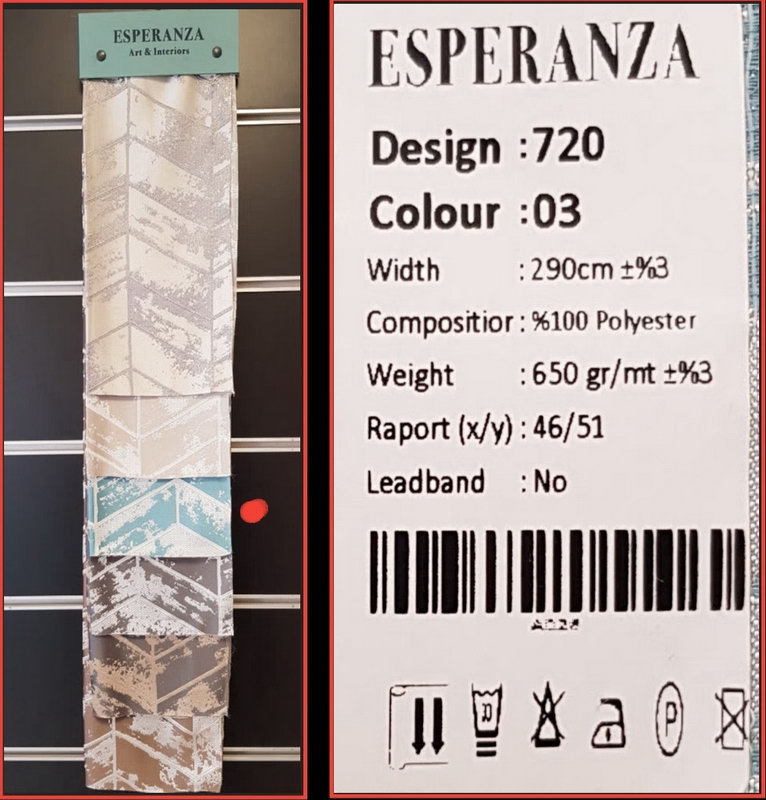 ESPERANZA
Art & Interiors
ESPERANZA
Design :720
Colour :03
Width : 290cm ±%3
Compositior : %100 Polyester
Weight : 650 gr/mt ±%3
Raport (x/y) : 46/51
Leadband : No
P